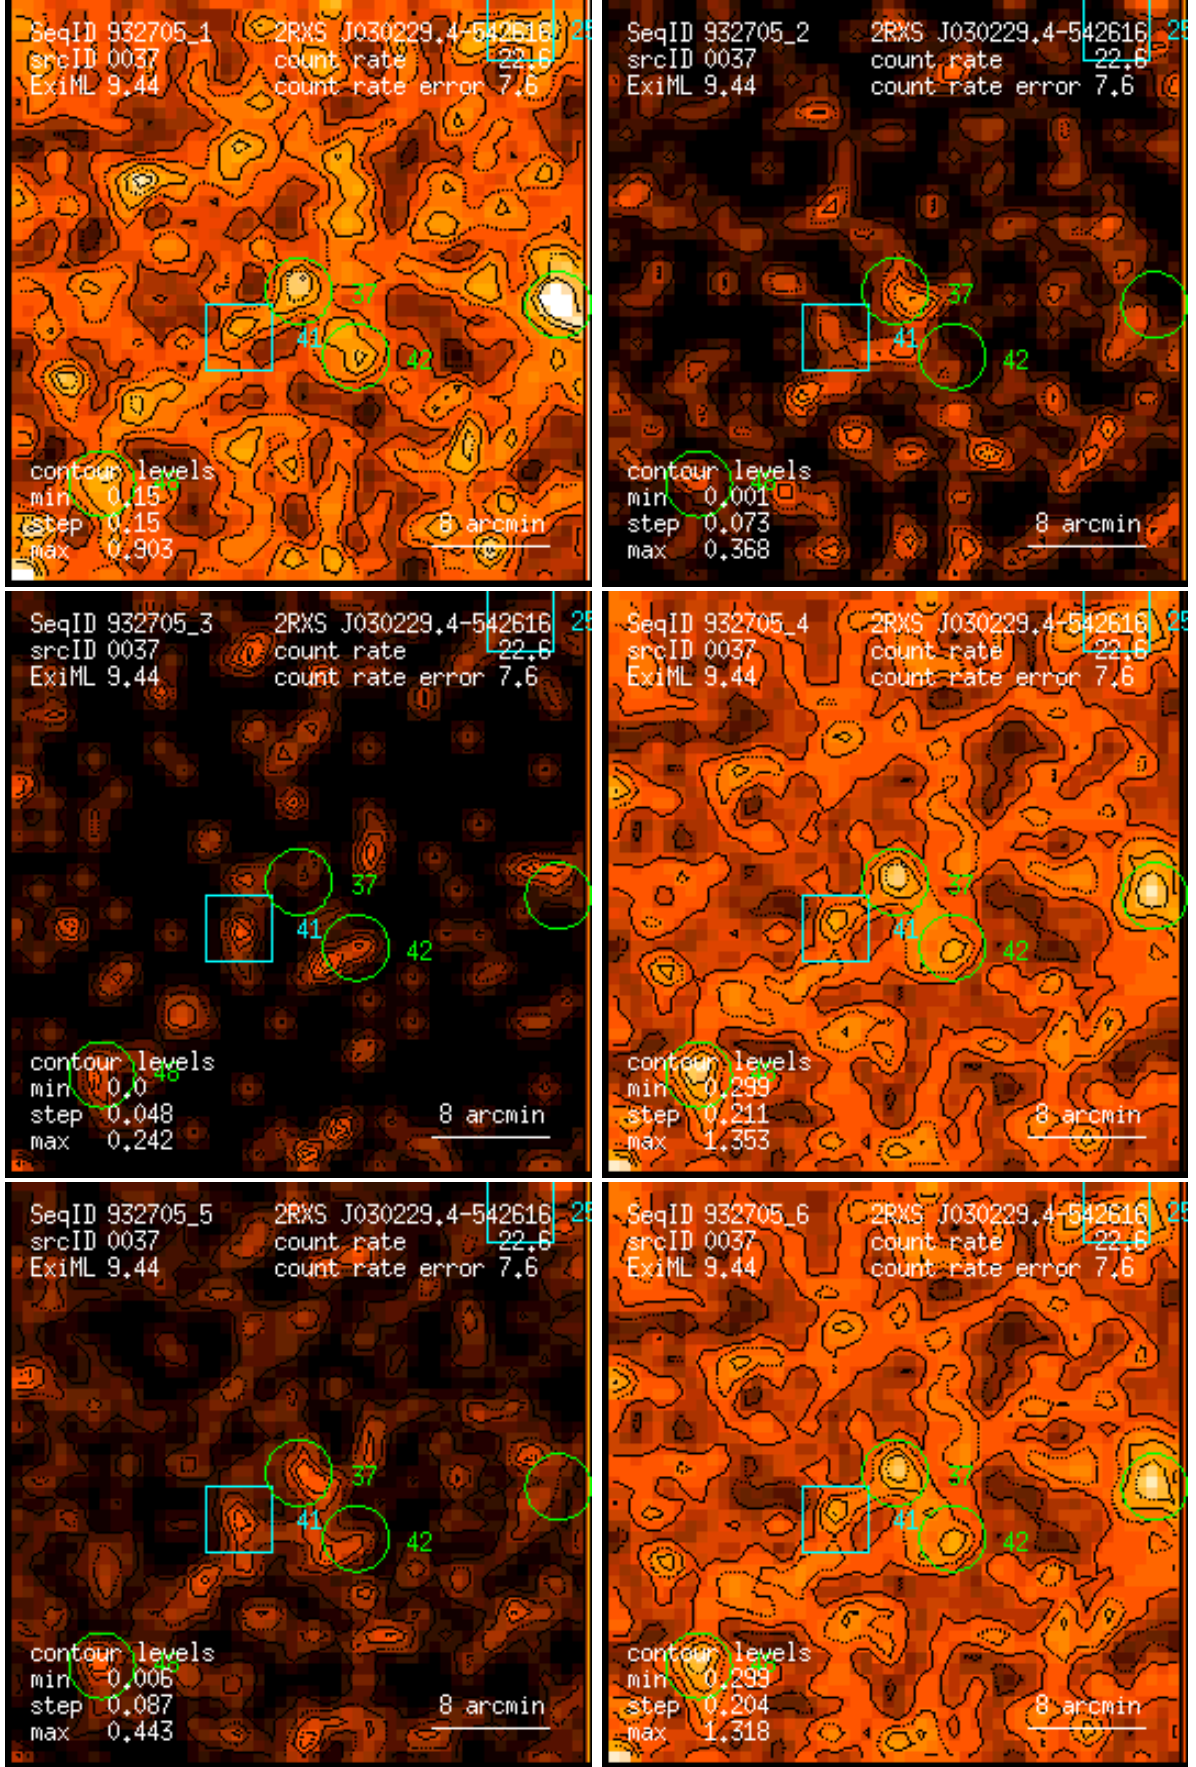 SeqID 932705_1 2RXS J030229.4-542616 25
srcID 0037 count rate 22.6
ExiML 9.44 count rate error 7.6
37
41
42
contour levels
46
min 0.15
step 0.15 8 arcmin
max 0.903
SeqID 932705_2 2RXS J030229.4-542616 25
srcID 0037 count rate 22.6
ExiML 9.44 count rate error 7.6
37
41
42
contour levels
min 0.001
step 0.073 8 arcmin
max 0.368
SeqID 932705_3 2RXS J030229.4-542616 25
srcID 0037 count rate 22.6
ExiML 9.44 count rate error 7.6
37
41
42
contour levels
46
min 0.0
step 0.048 8 arcmin
max 0.242
SeqID 932705_4 2RXS J030229.4-542616 25
srcID 0037 count rate 22.6
ExiML 9.44 count rate error 7.6
37
41
42
contour levels
46
min 0.299
step 0.211 8 arcmin
max 1.353
SeqID 932705_5 2RXS J030229.4-542616 25
srcID 0037 count rate 22.6
ExiML 9.44 count rate error 7.6
37
41
42
contour levels
46
min 0.006
step 0.087 8 arcmin
max 0.443
SeqID 932705_6 2RXS J030229.4-542616 25
srcID 0037 count rate 22.6
ExiML 9.44 count rate error 7.6
37
41
42
contour levels
46
min 0.299
step 0.204 8 arcmin
max 1.318